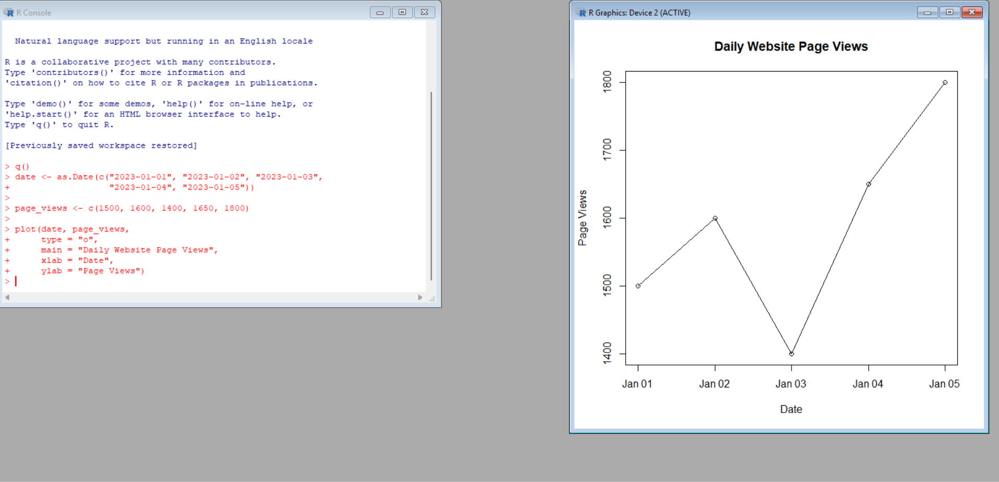 R Console
Natural language support but running in an English locale
R is a collaborative project with many contributors.
Type 'contributors()' for more information and
'citation()' on how to cite R or R packages in publications.
Type 'demo()' for some demos, 'help()' for on-line help, or
'help.start()' for an HTML browser interface to help.
Type 'q()' to quit R.
[Previously saved workspace restored]
> q()
> date <- as.Date(c("2023-01-01", "2023-01-02", "2023-01-03",
+                   "2023-01-04", "2023-01-05"))
>
> page_views <- c(1500, 1600, 1400, 1650, 1800)
>
> plot(date, page_views,
+      type = "o",
+      main = "Daily Website Page Views",
+      xlab = "Date",
+      ylab = "Page Views")
>
R Graphics: Device 2 (ACTIVE)
Daily Website Page Views
Page Views
1800
1700
1600
1500
1400
Jan 01 Jan 02 Jan 03 Jan 04 Jan 05
Date